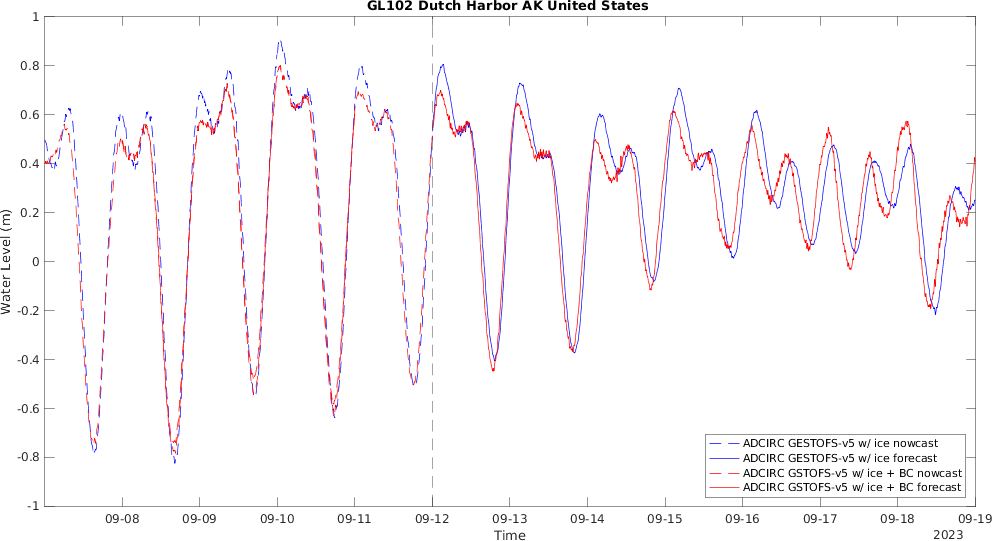 GL102 Dutch Harbor AK United States
1
0.8
0.6
0.4
0.2
0
-0.2
-0.4
-0.6
-0.8
-1
Water Level (m)
ADCIRC GESTOFS-v5 w/ ice nowcast
ADCIRC GESTOFS-v5 w/ ice forecast
ADCIRC GSTOFS-v5 w/ ice + BC nowcast
ADCIRC GSTOFS-v5 w/ ice + BC forecast
09-08 09-09 09-10 09-11 09-12 09-13 09-14 09-15 09-16 09-17 09-18 09-19
Time
2023